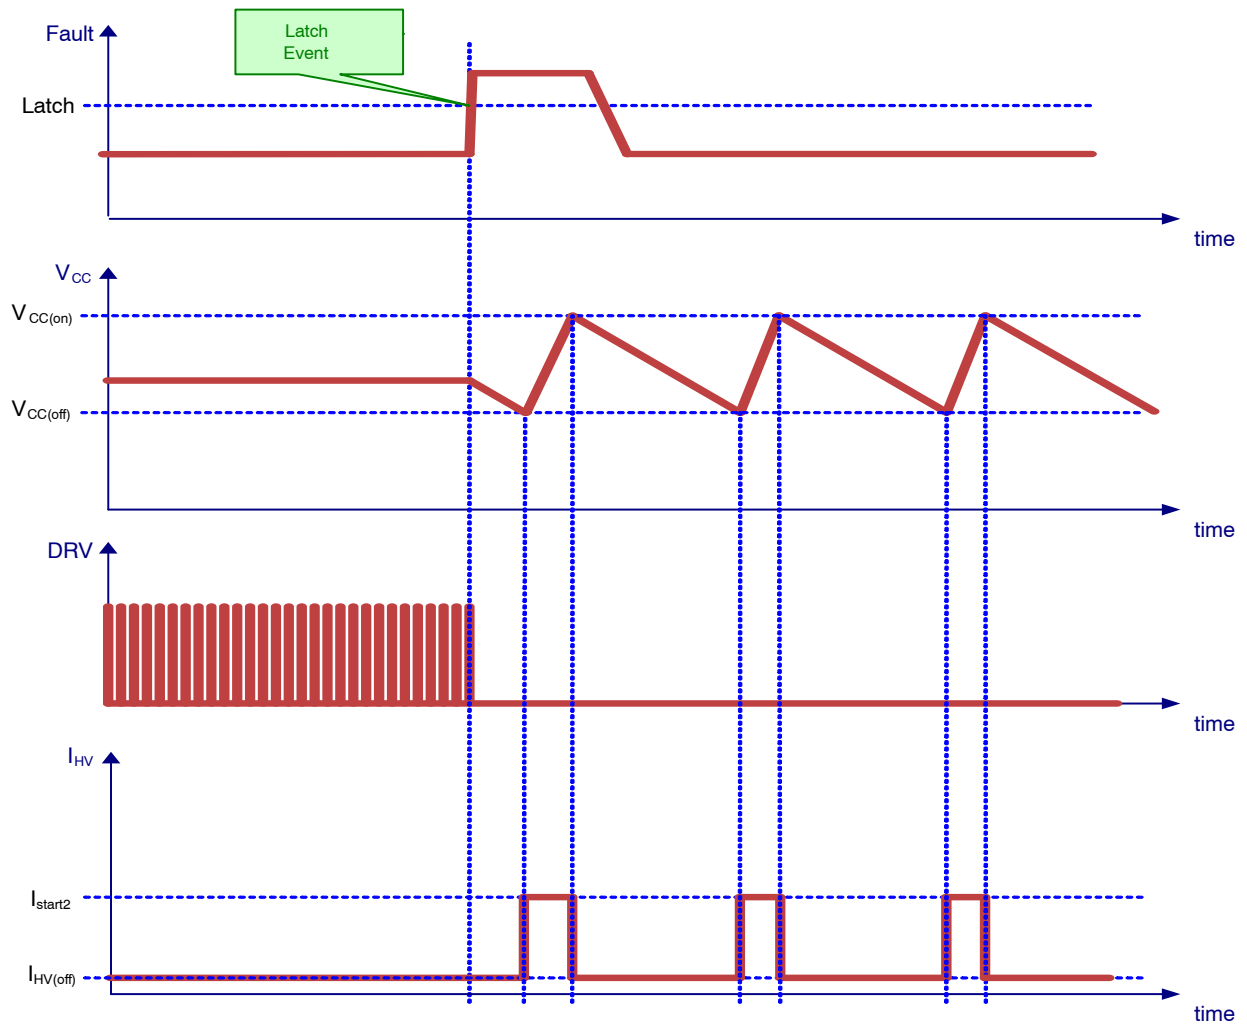 Fault
Latch
Event
Latch
time
VCC
VCC(on)
VCC(off)
time
DRV
time
IHV
Istart2
IHV(off)
time